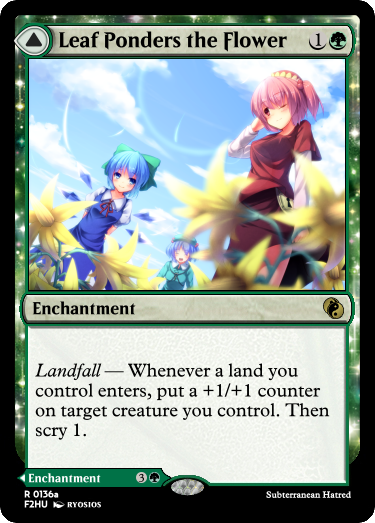 Leaf Ponders the Flower 1
Enchantment
Landfall — Whenever a land you
control enters, put a +1/+1 counter
on target creature you control. Then
scry 1.
Enchantment 3
R 0136a Subterranean Hatred
F2HU RYOSIOS